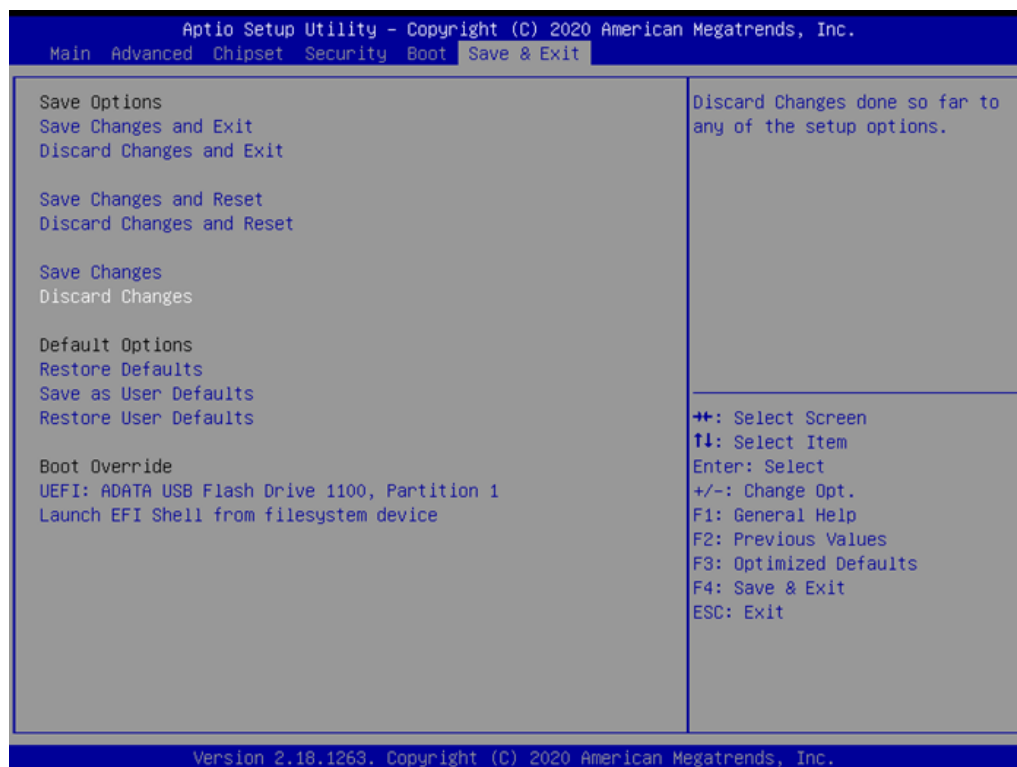 Aptio Setup Utility – Copyright (C) 2020 American Megatrends, Inc.
Main Advanced Chipset Security Boot Save & Exit
Save Options
Save Changes and Exit
Discard Changes and Exit
Save Changes and Reset
Discard Changes and Reset
Save Changes
Discard Changes
Default Options
Restore Defaults
Save as User Defaults
Restore User Defaults
Boot Override
UEFI: ADATA USB Flash Drive 1100, Partition 1
Launch EFI Shell from filesystem device
Discard Changes done so far to
any of the setup options.
→←: Select Screen
↑↓: Select Item
Enter: Select
+/-: Change Opt.
F1: General Help
F2: Previous Values
F3: Optimized Defaults
F4: Save & Exit
ESC: Exit
Version 2.18.1263. Copyright (C) 2020 American Megatrends, Inc.